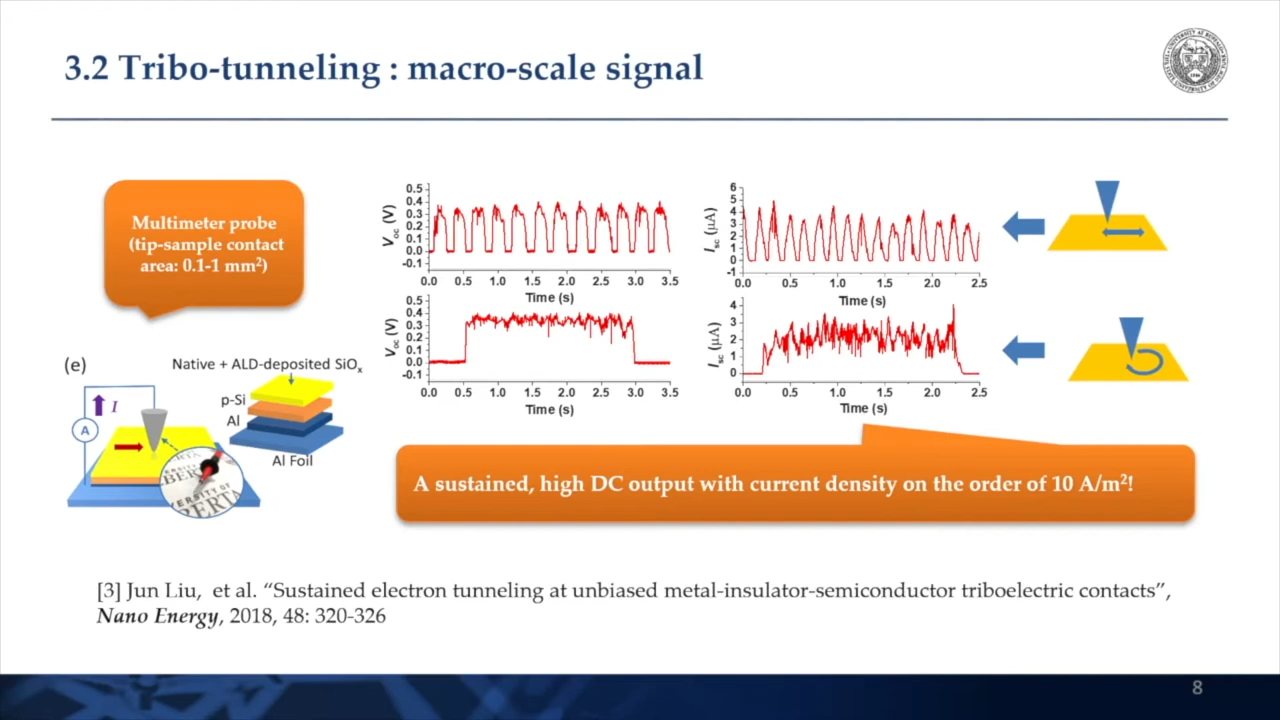 3.2 Tribo-tunneling : macro-scale signal
Multimeter probe
(tip-sample contact
area: 0.1-1 mm²)
0.5
0.4
0.3
0.2
0.1
0.0
-0.1
Voc (V)
0.0 0.5 1.0 1.5 2.0 2.5 3.0 3.5
Time (s)
6
5
4
3
2
1
0
-1
Isc (μA)
0.0 0.5 1.0 1.5 2.0 2.5
Time (s)
0.5
0.4
0.3
0.2
0.1
0.0
-0.1
Voc (V)
0.0 0.5 1.0 1.5 2.0 2.5 3.0 3.5
Time (s)
4
3
2
1
0
Isc (μA)
0.0 0.5 1.0 1.5 2.0 2.5
Time (s)
(e)
Native + ALD-deposited SiOx
p-Si
Al
Al Foil
I
A
A sustained, high DC output with current density on the order of 10 A/m²!
[3] Jun Liu, et al. “Sustained electron tunneling at unbiased metal-insulator-semiconductor triboelectric contacts”,
Nano Energy, 2018, 48: 320-326
8